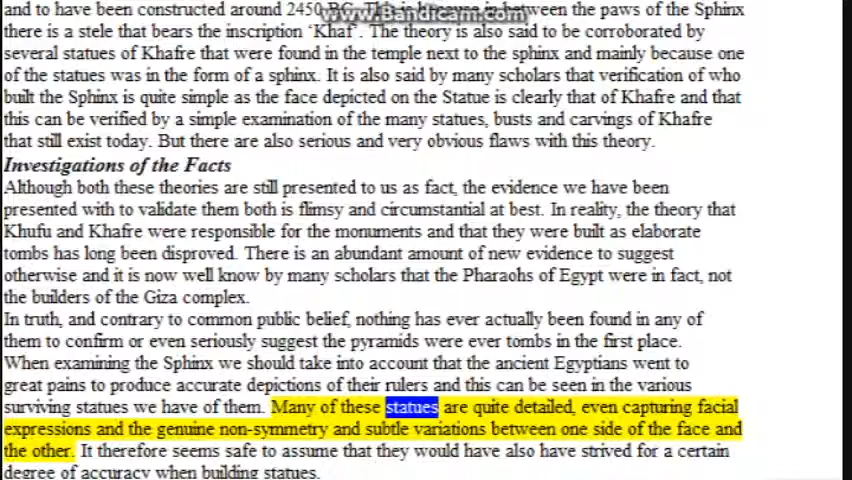 and to have been constructed around 2450 BC. This is because in between the paws of the Sphinx
www.Bandicam.com
there is a stele that bears the inscription ‘Khaf’. The theory is also said to be corroborated by
several statues of Khafre that were found in the temple next to the sphinx and mainly because one
of the statues was in the form of a sphinx. It is also said by many scholars that verification of who
built the Sphinx is quite simple as the face depicted on the Statue is clearly that of Khafre and that
this can be verified by a simple examination of the many statues, busts and carvings of Khafre
that still exist today. But there are also serious and very obvious flaws with this theory.
Investigations of the Facts
Although both these theories are still presented to us as fact, the evidence we have been
presented with to validate them both is flimsy and circumstantial at best. In reality, the theory that
Khufu and Khafre were responsible for the monuments and that they were built as elaborate
tombs has long been disproved. There is an abundant amount of new evidence to suggest
otherwise and it is now well know by many scholars that the Pharaohs of Egypt were in fact, not
the builders of the Giza complex.
In truth, and contrary to common public belief, nothing has ever actually been found in any of
them to confirm or even seriously suggest the pyramids were ever tombs in the first place.
When examining the Sphinx we should take into account that the ancient Egyptians went to
great pains to produce accurate depictions of their rulers and this can be seen in the various
surviving statues we have of them. Many of these statues are quite detailed, even capturing facial
expressions and the genuine non-symmetry and subtle variations between one side of the face and
the other. It therefore seems safe to assume that they would have also have strived for a certain
degree of accuracy when building statues.